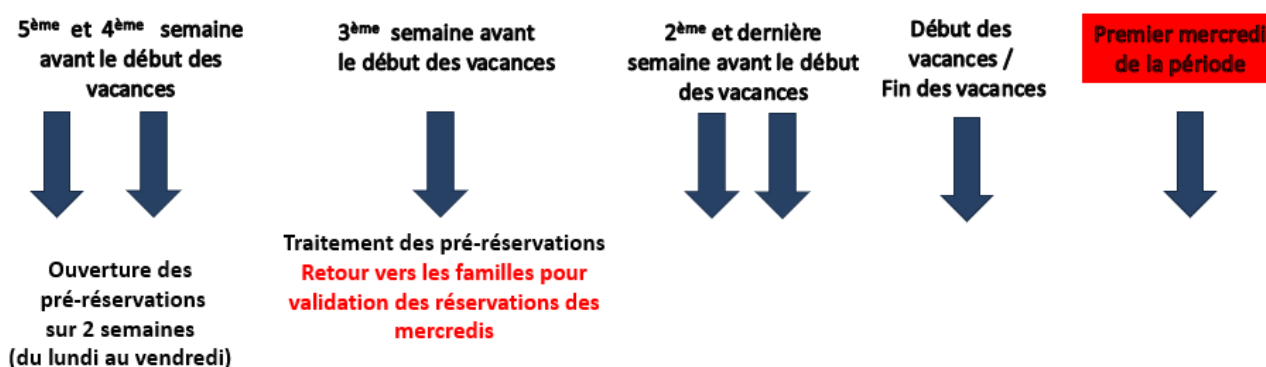 5ème et 4ème semaine
avant le début des
vacances
3ème semaine avant
le début des vacances
2ème et dernière
semaine avant le début
des vacances
Début des
vacances /
Fin des vacances
Premier mercredi
de la période
Ouverture des
pré-réservations
sur 2 semaines
(du lundi au vendredi)
Traitement des pré-réservations
Retour vers les familles pour
validation des réservations des
mercredis